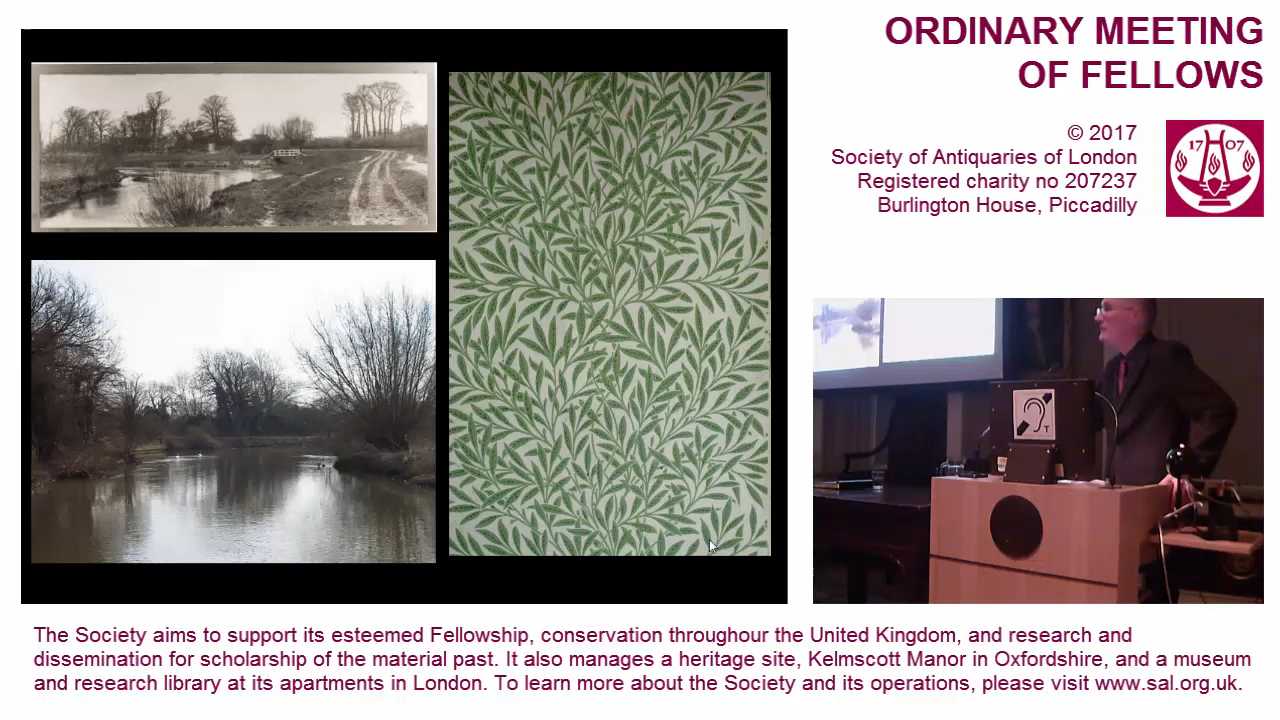 ORDINARY MEETING
OF FELLOWS
© 2017
Society of Antiquaries of London
Registered charity no 207237
Burlington House, Piccadilly
17 07
T
The Society aims to support its esteemed Fellowship, conservation throughour the United Kingdom, and research and
dissemination for scholarship of the material past. It also manages a heritage site, Kelmscott Manor in Oxfordshire, and a museum
and research library at its apartments in London. To learn more about the Society and its operations, please visit www.sal.org.uk.